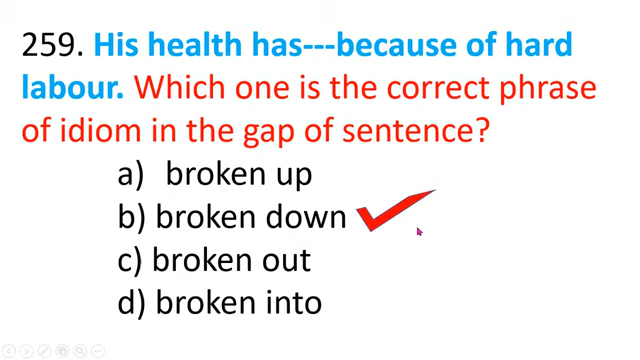 259. His health has---because of hard
labour. Which one is the correct phrase
of idiom in the gap of sentence?
a) broken up
b) broken down
c) broken out
d) broken into